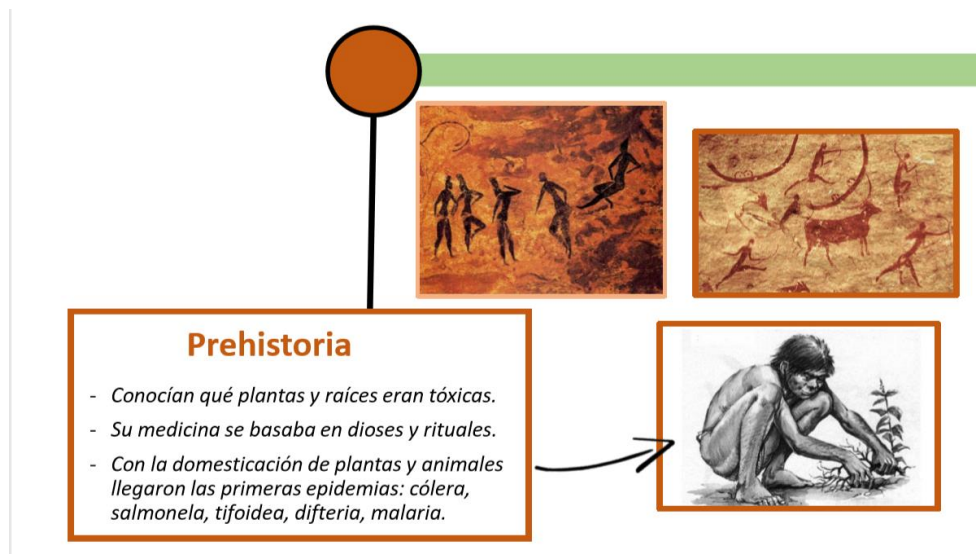 Prehistoria
- Conocían qué plantas y raíces eran tóxicas.
- Su medicina se basaba en dioses y rituales.
- Con la domesticación de plantas y animales
llegaron las primeras epidemias: cólera,
salmonela, tifoidea, difteria, malaria.